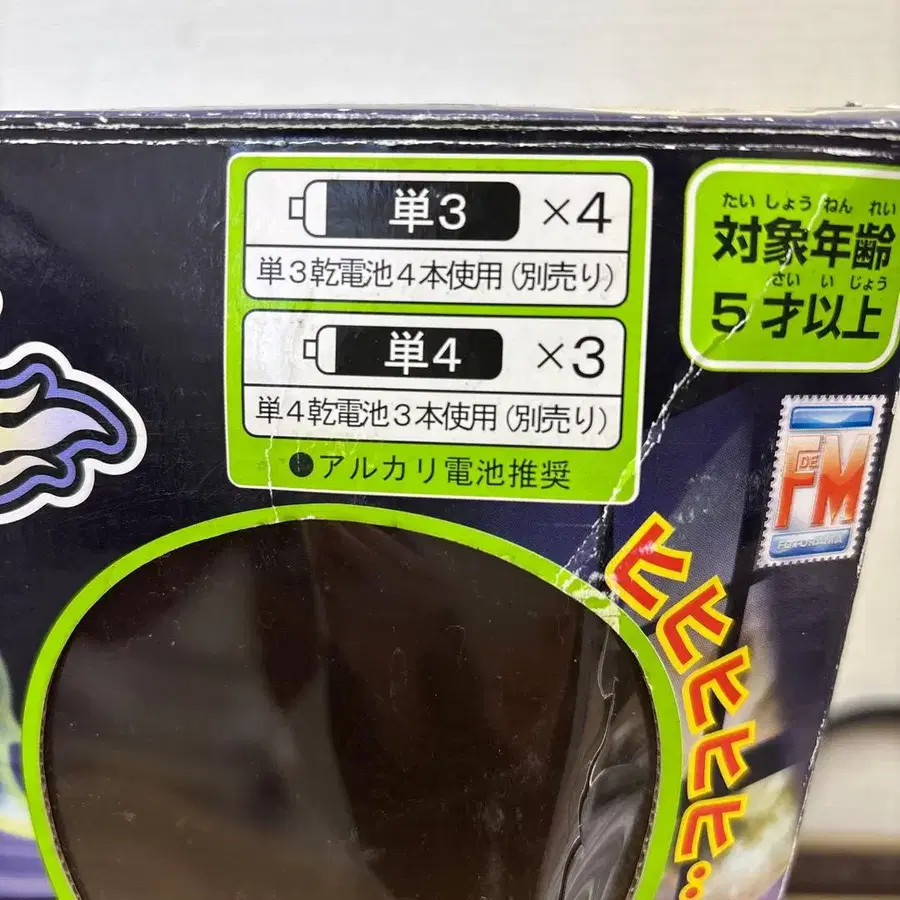 単3 ×4
単3乾電池4本使用(別売り)
単4 ×3
単4乾電池3本使用(別売り)
●アルカリ電池推奨
たいしょうねんれい
対象年齢
さいいじょう
5才以上
DE
FM
ヒヒヒヒヒ…